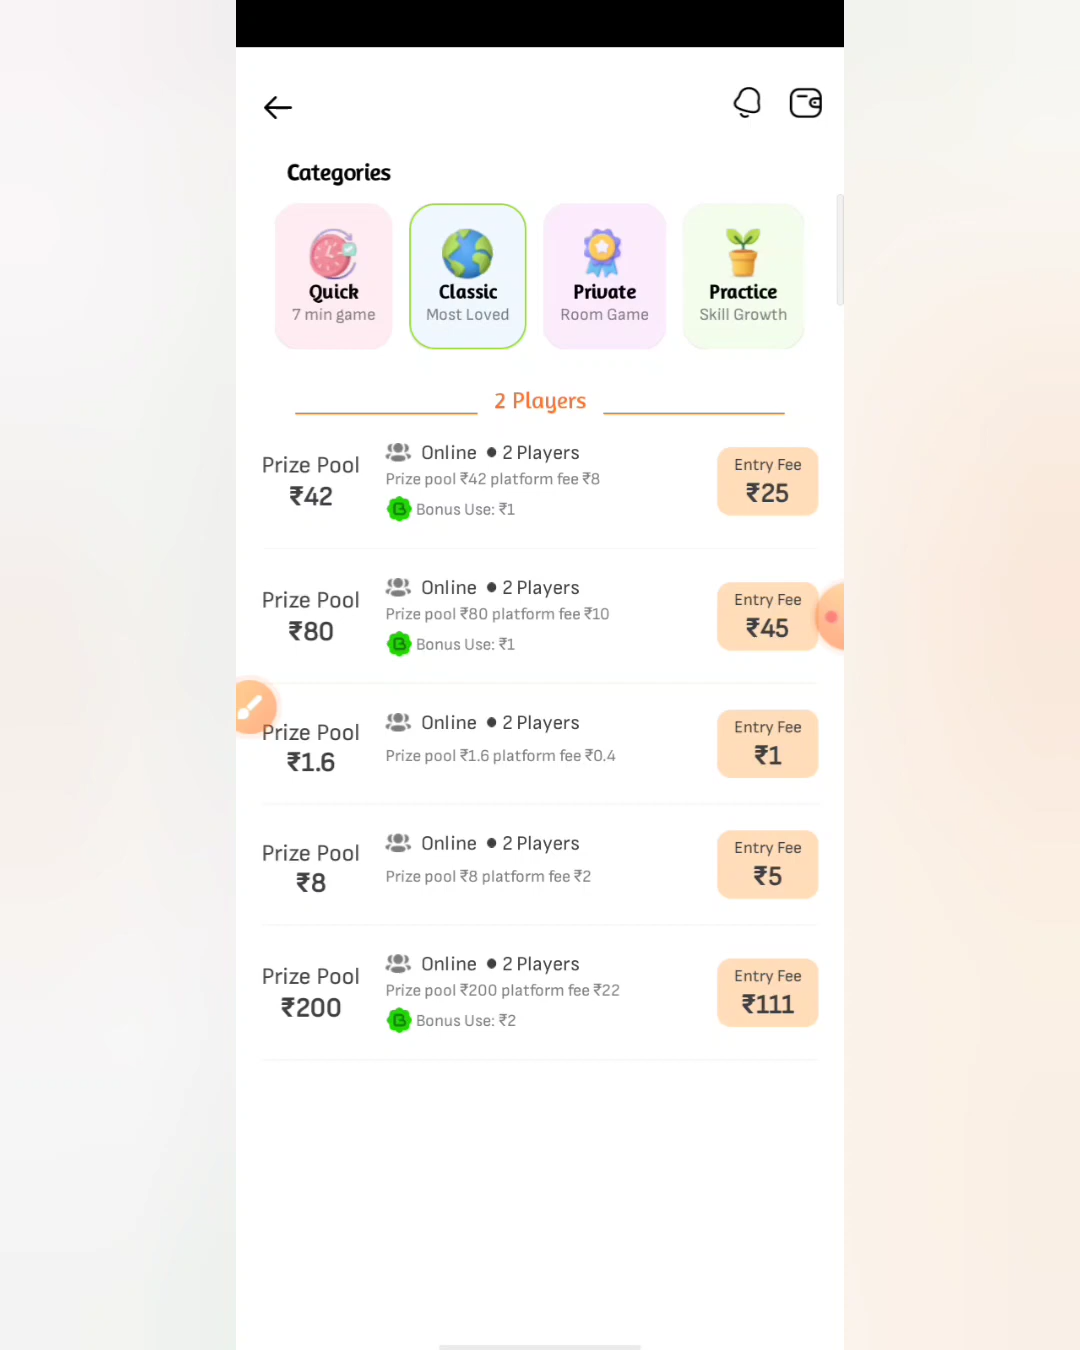 Categories
Quick
7 min game
Classic
Most Loved
Private
Room Game
Practice
Skill Growth
2 Players
Prize Pool
₹42
Online ● 2 Players
Prize pool ₹42 platform fee ₹8
B Bonus Use: ₹1
Entry Fee
₹25
Prize Pool
₹80
Online ● 2 Players
Prize pool ₹80 platform fee ₹10
B Bonus Use: ₹1
Entry Fee
₹45
Prize Pool
₹1.6
Online ● 2 Players
Prize pool ₹1.6 platform fee ₹0.4
Entry Fee
₹1
Prize Pool
₹8
Online ● 2 Players
Prize pool ₹8 platform fee ₹2
Entry Fee
₹5
Prize Pool
₹200
Online ● 2 Players
Prize pool ₹200 platform fee ₹22
B Bonus Use: ₹2
Entry Fee
₹111